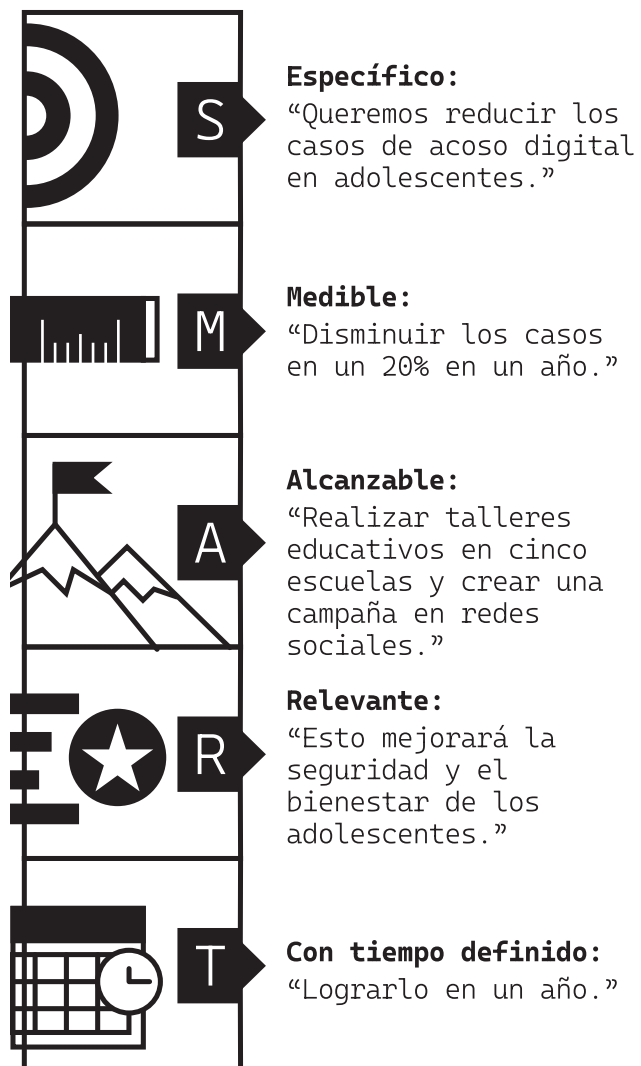 S
Específico:
“Queremos reducir los
casos de acoso digital
en adolescentes.”
M
Medible:
“Disminuir los casos
en un 20% en un año.”
A
Alcanzable:
“Realizar talleres
educativos en cinco
escuelas y crear una
campaña en redes
sociales.”
R
Relevante:
“Esto mejorará la
seguridad y el
bienestar de los
adolescentes.”
T
Con tiempo definido:
“Lograrlo en un año.”